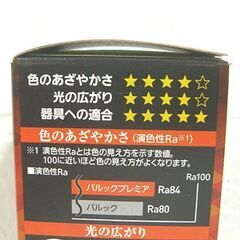 色のあざやかさ ★★★★☆
光の広がり ★★★★☆
器具への適合 ★★★★★
色のあざやかさ(演色性Ra※1)
※1 演色性Raとは色の見え方を示す数値。
100に近いほど色の見え方がよくなります。
■演色性Ra Ra100
パルックプレミア Ra84
パルック Ra80
光の広がり